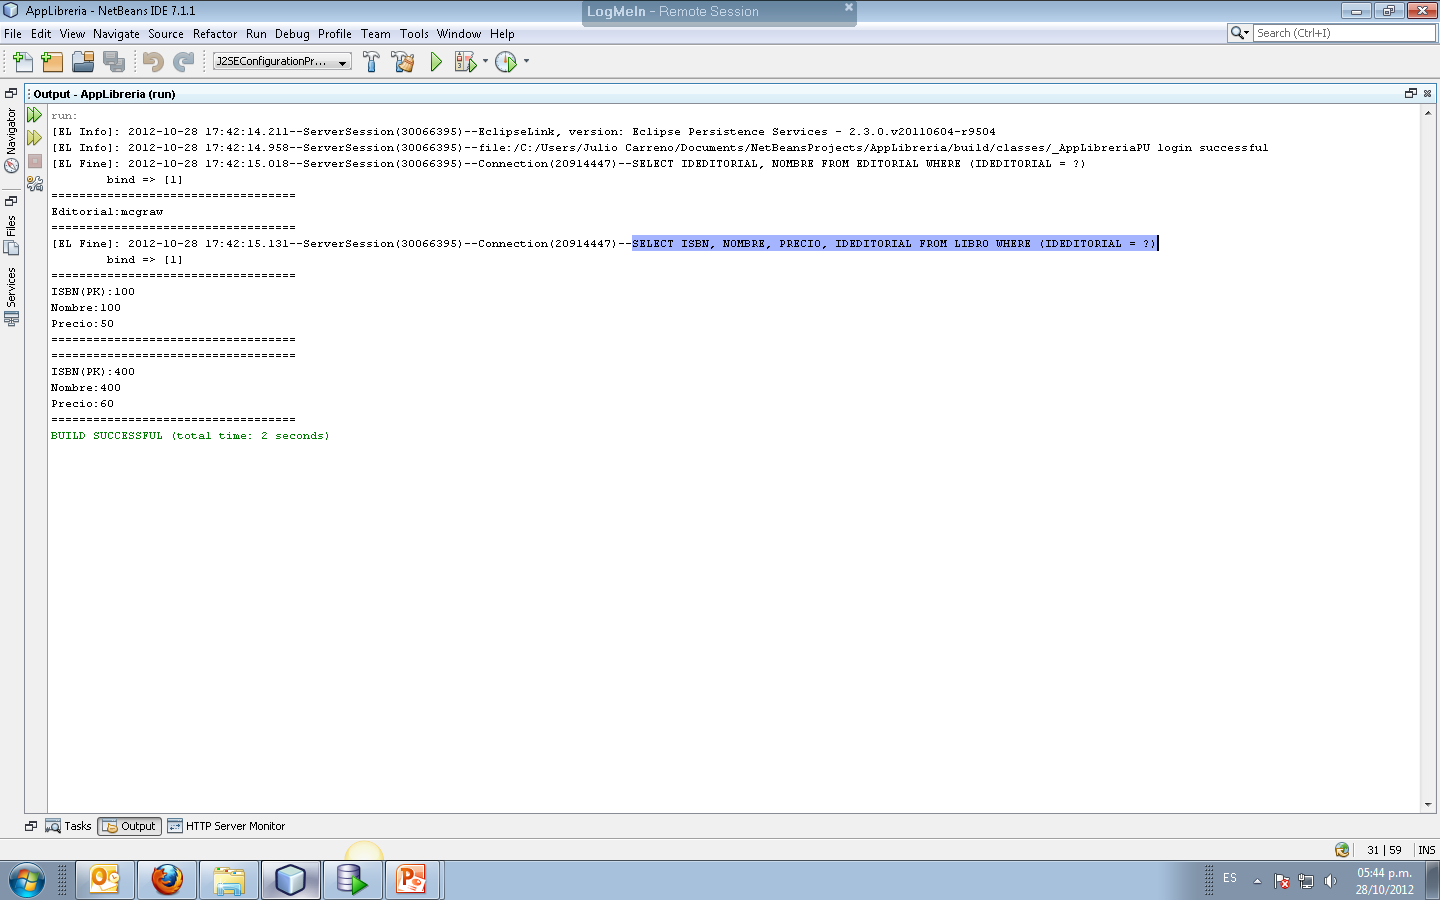 AppLibreria - NetBeans IDE 7.1.1
LogMeIn - Remote Session
File Edit View Navigate Source Refactor Run Debug Profile Team Tools Window Help
Search (Ctrl+I)
J2SEConfigurationPr...
Output - AppLibreria (run)
Navigator
Files
Services
run:
[EL Info]: 2012-10-28 17:42:14.211--ServerSession(30066395)--EclipseLink, version: Eclipse Persistence Services - 2.3.0.v20110604-r9504
[EL Info]: 2012-10-28 17:42:14.958--ServerSession(30066395)--file:/C:/Users/Julio Carreno/Documents/NetBeansProjects/AppLibreria/build/classes/_AppLibreriaPU login successful
[EL Fine]: 2012-10-28 17:42:15.018--ServerSession(30066395)--Connection(20914447)--SELECT IDEDITORIAL, NOMBRE FROM EDITORIAL WHERE (IDEDITORIAL = ?)
bind => [1]
===================================
Editorial:mcgraw
===================================
[EL Fine]: 2012-10-28 17:42:15.131--ServerSession(30066395)--Connection(20914447)--SELECT ISBN, NOMBRE, PRECIO, IDEDITORIAL FROM LIBRO WHERE (IDEDITORIAL = ?)
bind => [1]
===================================
ISBN(PK):100
Nombre:100
Precio:50
===================================
===================================
ISBN(PK):400
Nombre:400
Precio:60
===================================
BUILD SUCCESSFUL (total time: 2 seconds)
Tasks Output HTTP Server Monitor
31 | 59 INS
ES
05:44 p.m.
28/10/2012